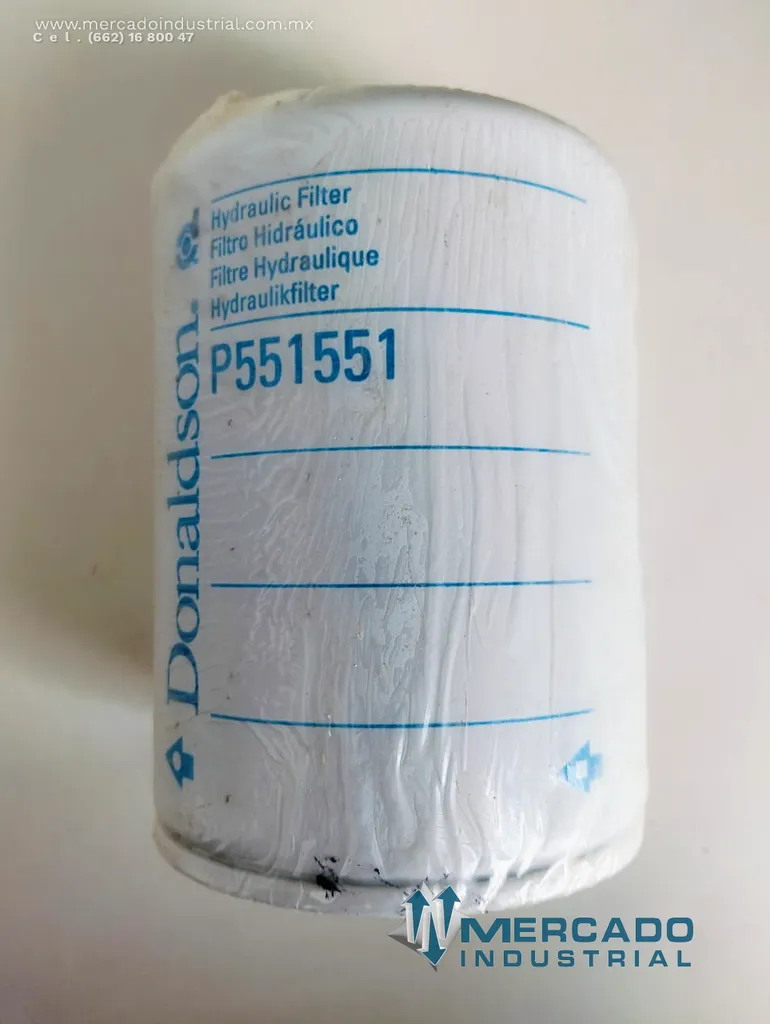 www.mercadoindustrial.com.mx
Cel. (662) 16 800 47
Hydraulic Filter
Filtro Hidráulico
Filtre Hydraulique
Hydraulikfilter
P551551
Donaldson.
MERCADO
INDUSTRIAL